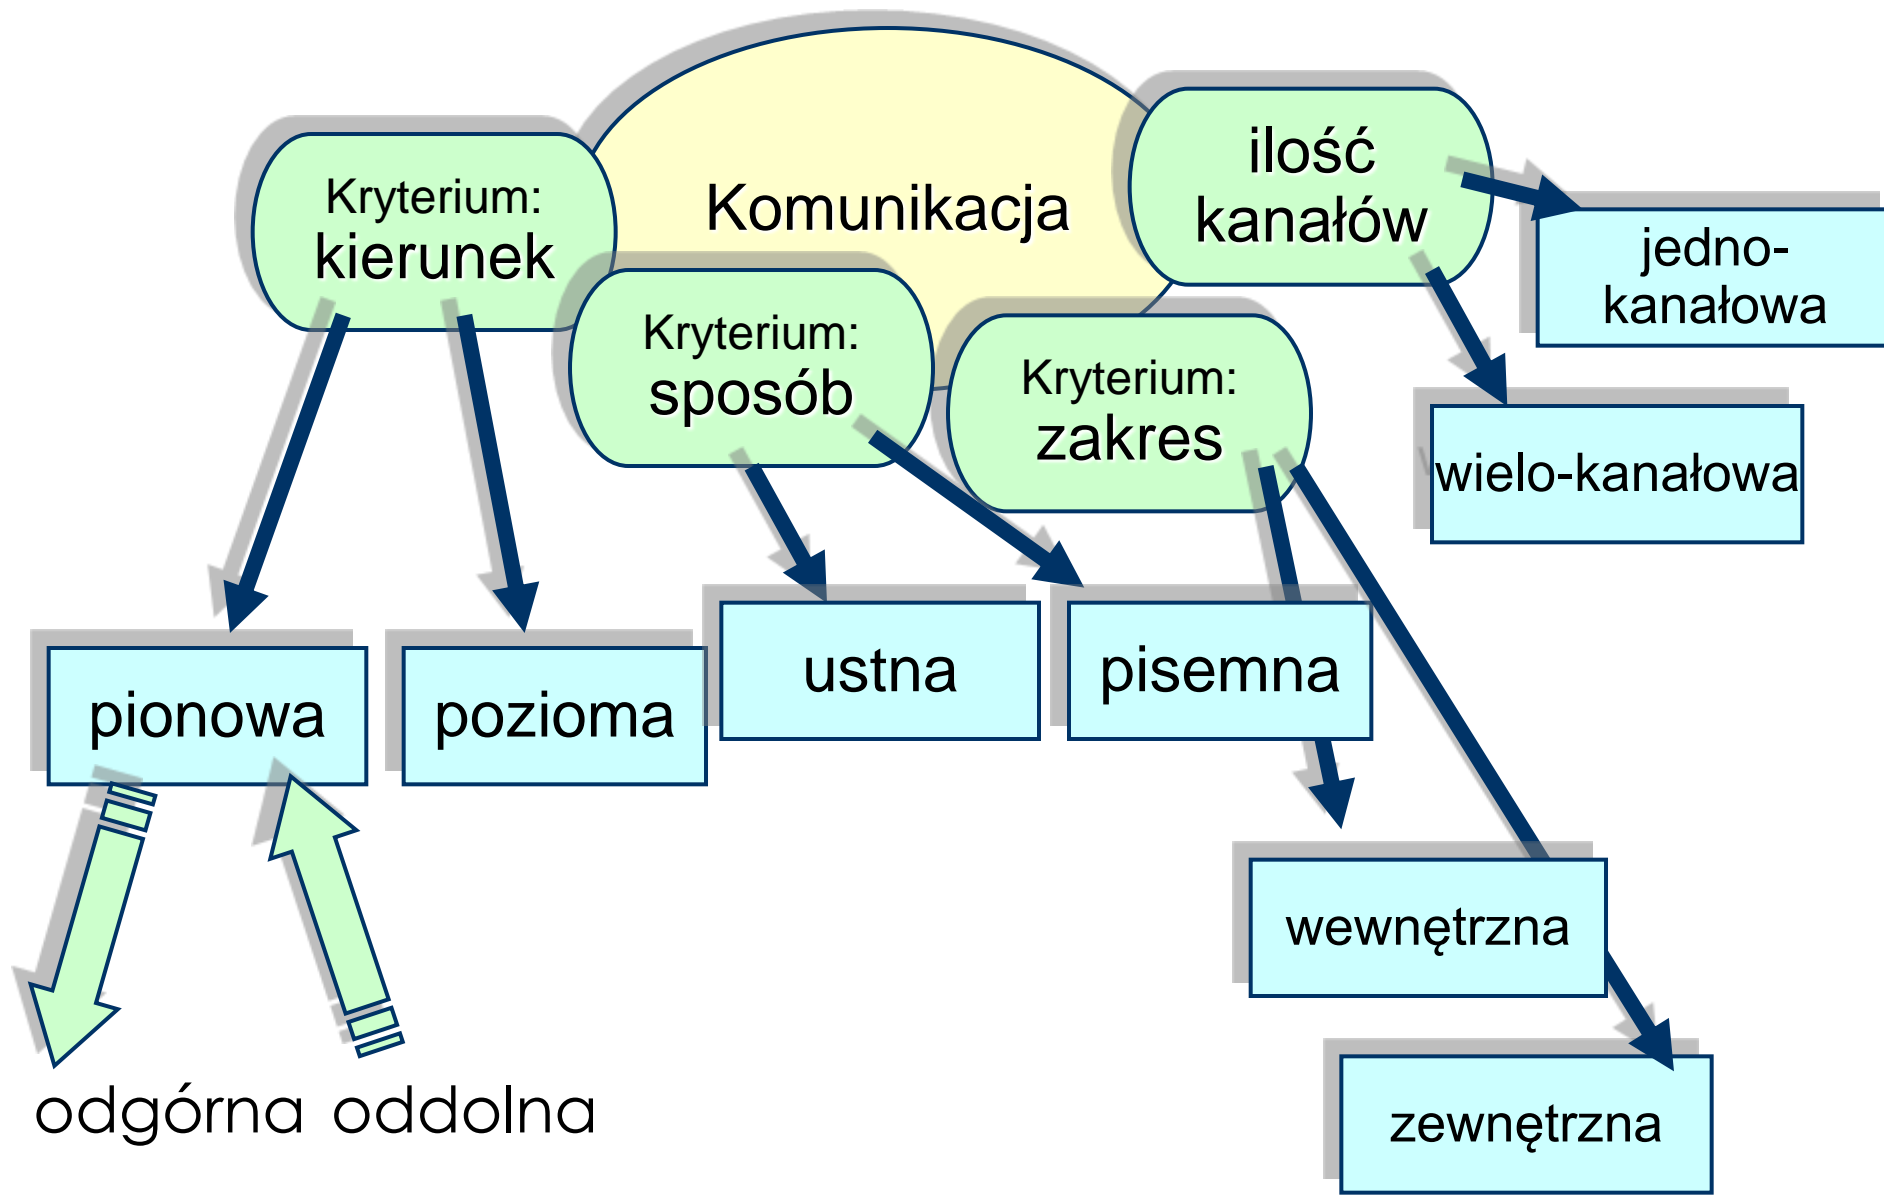 Komunikacja
Kryterium:
kierunek
Kryterium:
sposób
Kryterium:
zakres
ilość
kanałów
jedno-
kanałowa
wielo-kanałowa
pionowa
pozioma
ustna
pisemna
wewnętrzna
zewnętrzna
odgórna oddolna